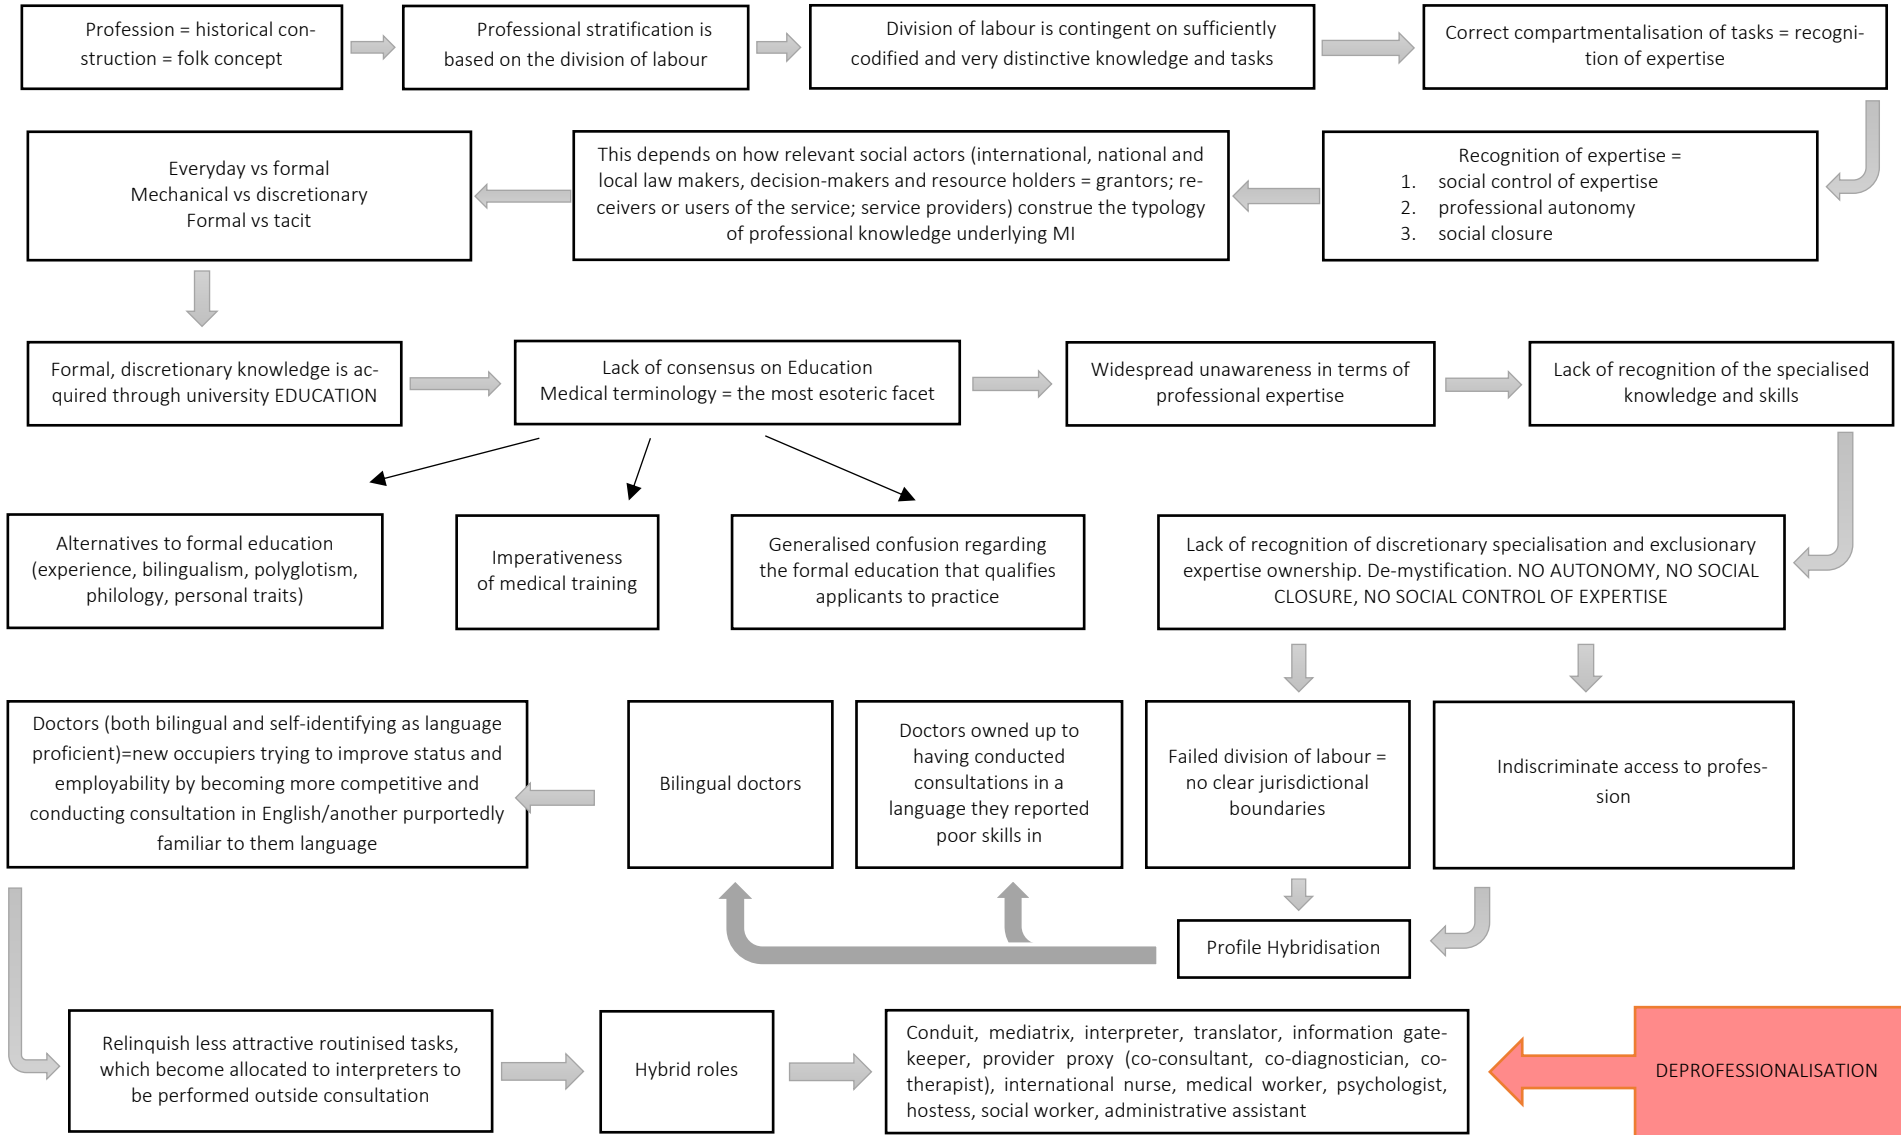 Profession = historical con-
struction = folk concept
Professional stratification is
based on the division of labour
Division of labour is contingent on sufficiently
codified and very distinctive knowledge and tasks
Correct compartmentalisation of tasks = recogni-
tion of expertise
Recognition of expertise =
1. social control of expertise
2. professional autonomy
3. social closure
This depends on how relevant social actors (international, national and
local law makers, decision-makers and resource holders = grantors; re-
ceivers or users of the service; service providers) construe the typology
of professional knowledge underlying MI
Everyday vs formal
Mechanical vs discretionary
Formal vs tacit
Formal, discretionary knowledge is ac-
quired through university EDUCATION
Lack of consensus on Education
Medical terminology = the most esoteric facet
Widespread unawareness in terms of
professional expertise
Lack of recognition of the specialised
knowledge and skills
Alternatives to formal education
(experience, bilingualism, polyglotism,
philology, personal traits)
Imperativeness
of medical training
Generalised confusion regarding
the formal education that qualifies
applicants to practice
Lack of recognition of discretionary specialisation and exclusionary
expertise ownership. De-mystification. NO AUTONOMY, NO SOCIAL
CLOSURE, NO SOCIAL CONTROL OF EXPERTISE
Doctors (both bilingual and self-identifying as language
proficient)=new occupiers trying to improve status and
employability by becoming more competitive and
conducting consultation in English/another purportedly
familiar to them language
Bilingual doctors
Doctors owned up to
having conducted
consultations in a
language they reported
poor skills in
Failed division of labour =
no clear jurisdictional
boundaries
Indiscriminate access to profes-
sion
Profile Hybridisation
Relinquish less attractive routinised tasks,
which become allocated to interpreters to
be performed outside consultation
Hybrid roles
Conduit, mediatrix, interpreter, translator, information gate-
keeper, provider proxy (co-consultant, co-diagnostician, co-
therapist), international nurse, medical worker, psychologist,
hostess, social worker, administrative assistant
DEPROFESSIONALISATION